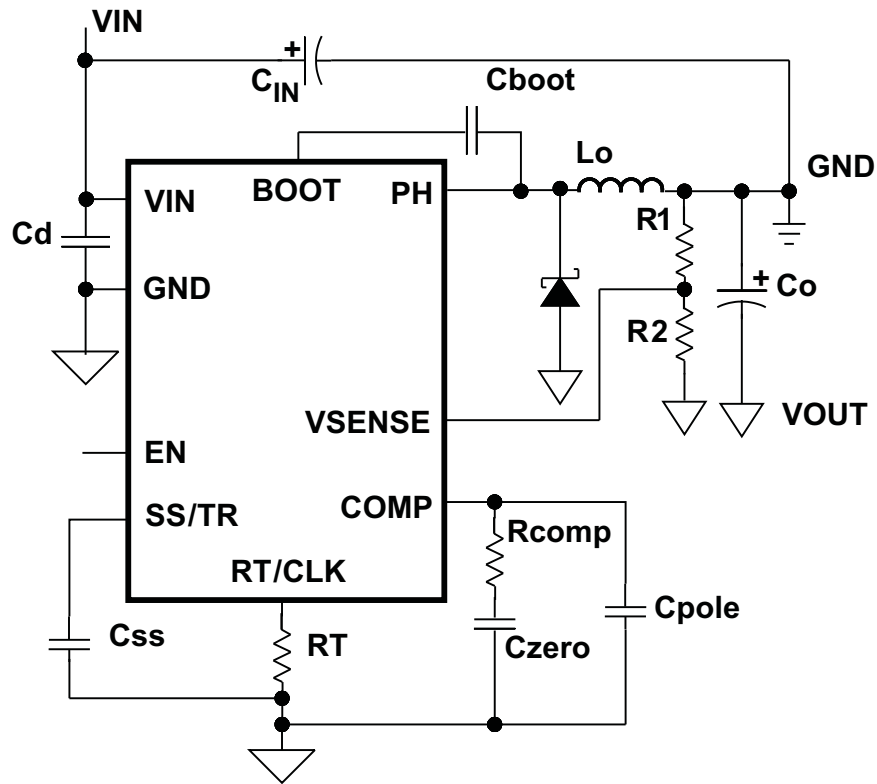 VIN
+
CIN
Cboot
Lo
GND
VIN
BOOT
PH
R1
Cd
GND
+
Co
R2
VSENSE
VOUT
EN
SS/TR
COMP
Rcomp
RT/CLK
Cpole
Css
RT
Czero